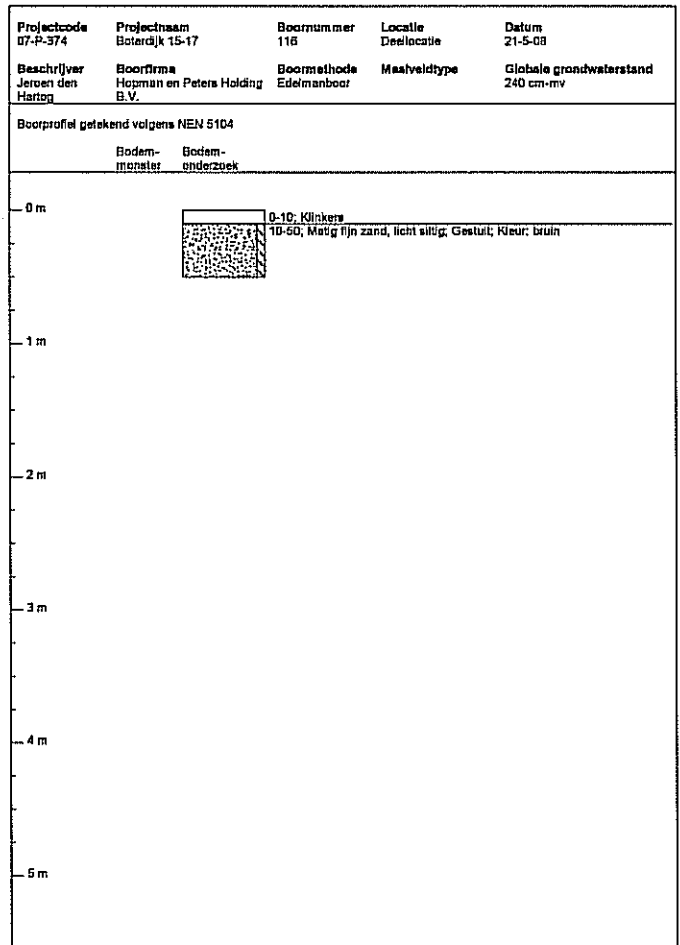 Projectcode Projectnaam Boornummer Locatie Datum
07-P-374 Boterdijk 15-17 116 Deellocatie 21-5-08
Beschrijver Boorfirma Boormethode Maaiveldtype Globale grondwaterstand
Jeroen den Hopman en Peters Holding Edelmanboor 240 cm-mv
Hartog B.V.
Boorprofiel getekend volgens NEN 5104
Bodem- Bodem-
monster onderzoek
0 m
0-10; Klinkers
10-50; Matig fijn zand, licht siltig; Gestuit; Kleur: bruin
1 m
2 m
3 m
4 m
5 m